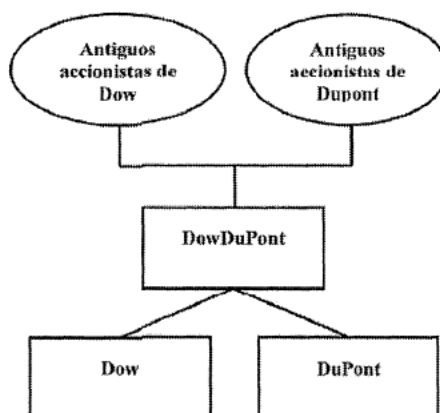 Antiguos
accionistas de
Dow
Antiguos
accionistas de
Dupont
DowDuPont
Dow
DuPont